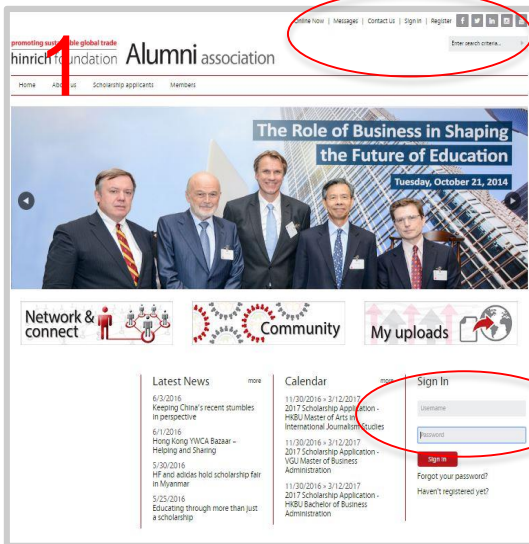 Online Now | Messages | Contact Us | Sign In | Register
Enter search criteria...
promoting sustainable global trade
hinrich foundation Alumni association
1
Home About us Scholarship applicants Members
The Role of Business in Shaping
the Future of Education
Tuesday, October 21, 2014
Network &
connect
Community
My uploads
Latest News more
6/3/2016
Keeping China's recent stumbles
in perspective
6/1/2016
Hong Kong YWCA Bazaar –
Helping and Sharing
5/30/2016
HF and adidas hold scholarship fair
in Myanmar
5/25/2016
Educating through more than just
a scholarship
Calendar more
11/30/2016 » 3/12/2017
2017 Scholarship Application -
HKBU Master of Arts in
International Journalism Studies
11/30/2016 » 3/12/2017
2017 Scholarship Application -
VGU Master of Business
Administration
11/30/2016 » 3/12/2017
2017 Scholarship Application -
HKBU Bachelor of Business
Administration
Sign In
Username
Password
Sign In
Forgot your password?
Haven't registered yet?